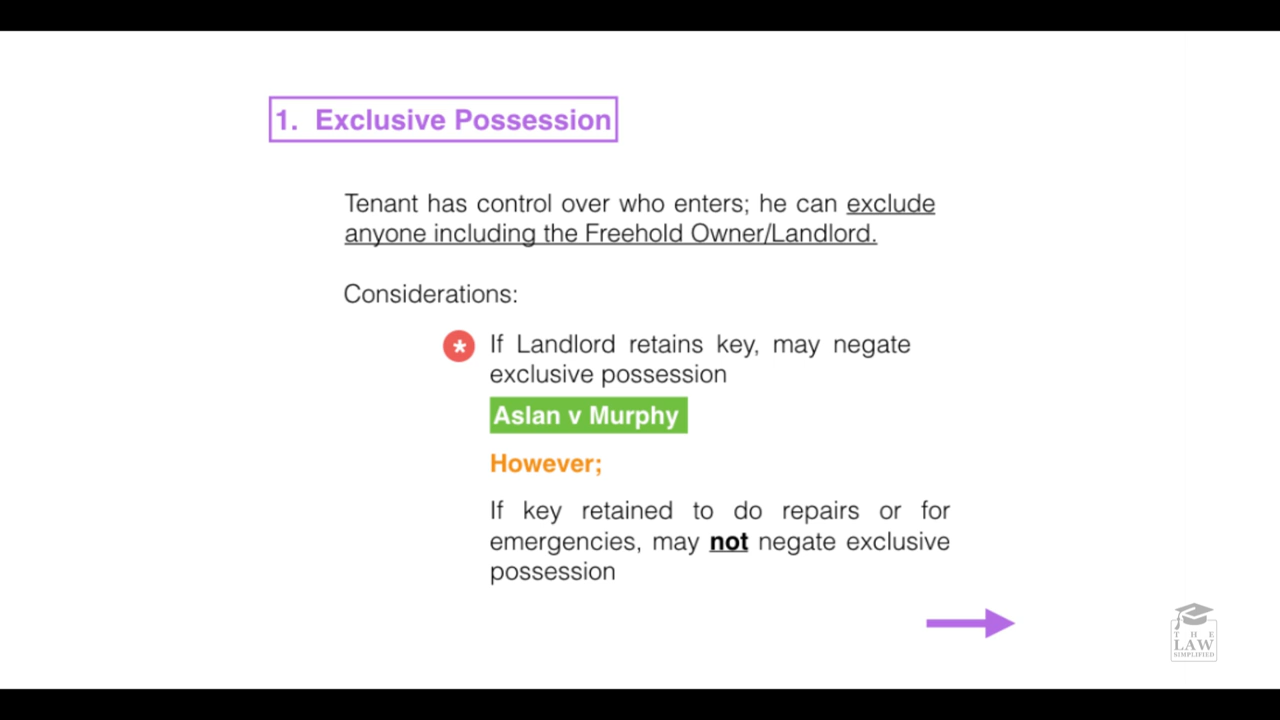 1. Exclusive Possession
Tenant has control over who enters; he can exclude
anyone including the Freehold Owner/Landlord.
Considerations:
* If Landlord retains key, may negate
exclusive possession
Aslan v Murphy
However;
If key retained to do repairs or for
emergencies, may not negate exclusive
possession
THE
LAW
SIMPLIFIED